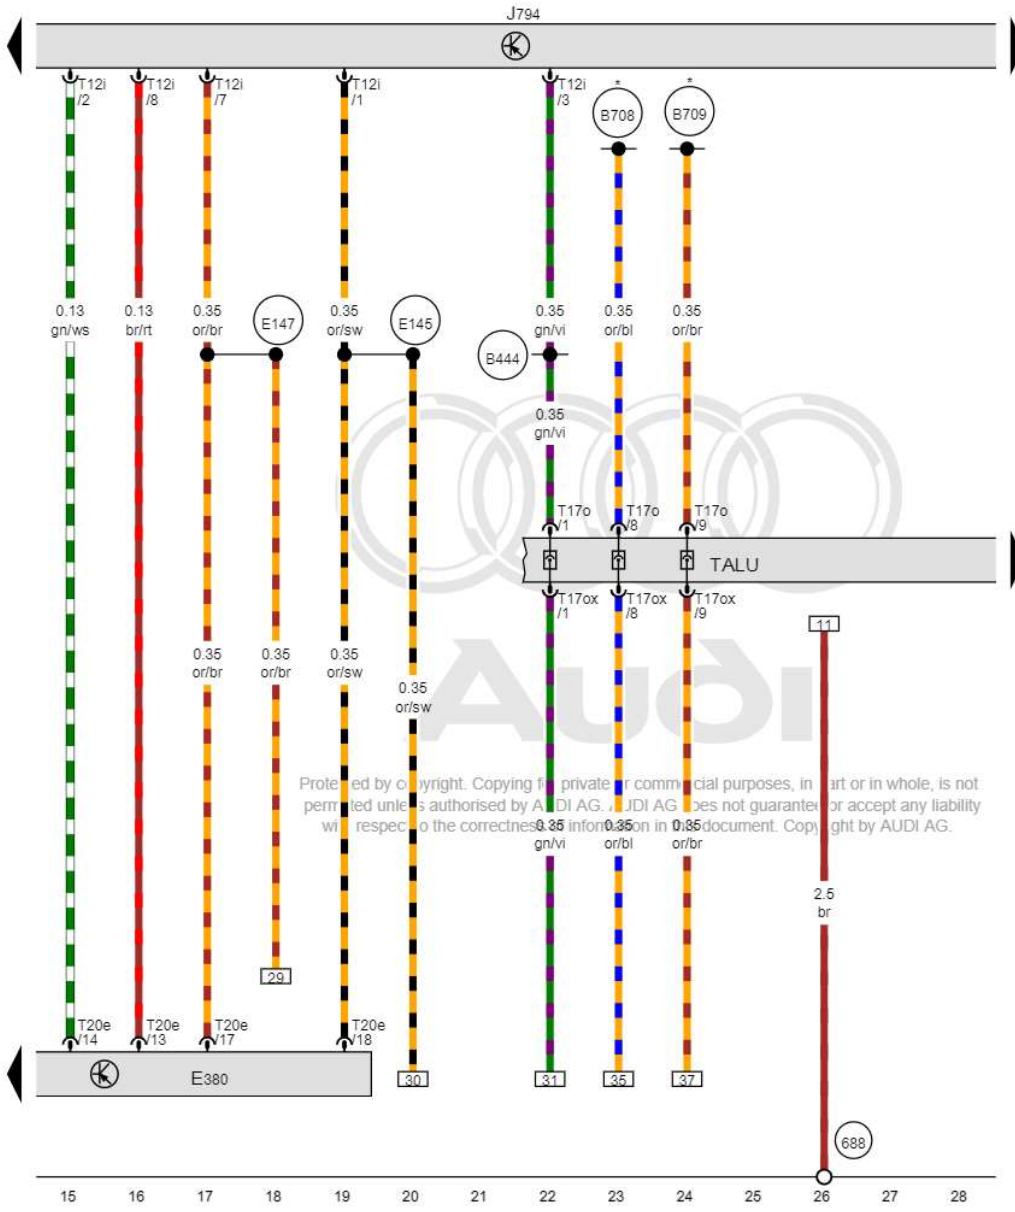 J794
T12i
/2
T12i
/8
T12i
/7
T12i
/1
T12i
/3
*
B708
*
B709
0.13
gn/ws
0.13
br/rt
0.35
or/br
E147
0.35
or/sw
E145
B444
0.35
gn/vi
0.35
or/bl
0.35
or/br
0.35
gn/vi
T17o
/1
T17o
/8
T17o
/9
TALU
T17ox
/1
T17ox
/8
T17ox
/9
11
0.35
or/br
0.35
or/br
0.35
or/sw
0.35
or/sw
Audi
by copyright. Copying private commercial purposes, in part or in whole, is not
authorised by AUDI AG. AUDI AG does not guarantee or accept any liability
respect to the correctness of information in this document. Copyright by AUDI AG.
0.35
gn/vi
0.35
or/bl
0.35
or/br
2.5
br
29
T20e
/14
T20e
/13
T20e
/17
T20e
/18
E380
30
31
35
37
688
15 16 17 18 19 20 21 22 23 24 25 26 27 28